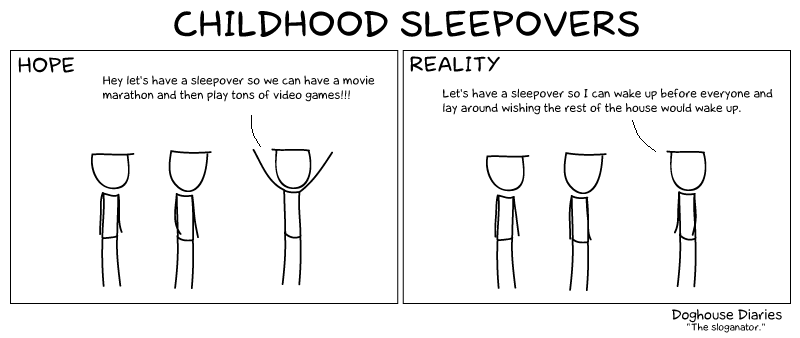 CHILDHOOD SLEEPOVERS
HOPE
Hey let's have a sleepover so we can have a movie
marathon and then play tons of video games!!!
REALITY
Let's have a sleepover so I can wake up before everyone and
lay around wishing the rest of the house would wake up.
Doghouse Diaries
"The sloganator."